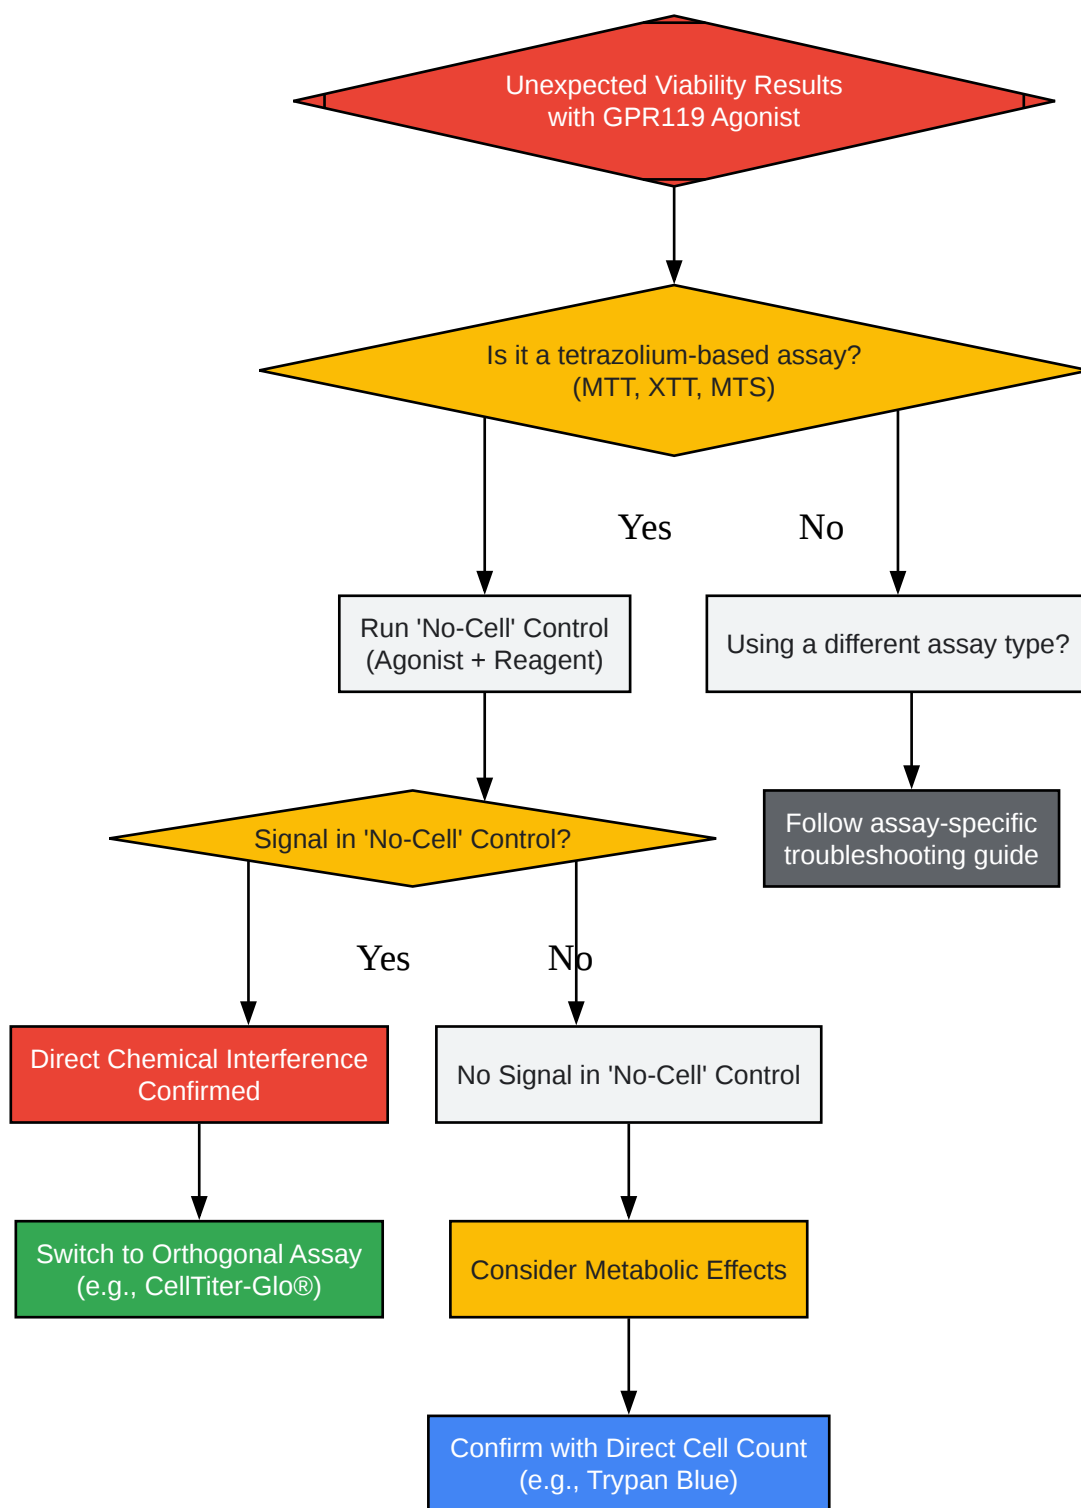 Unexpected Viability Results
with GPR119 Agonist
Is it a tetrazolium-based assay?
(MTT, XTT, MTS)
Yes
No
Run 'No-Cell' Control
(Agonist + Reagent)
Using a different assay type?
Signal in 'No-Cell' Control?
Follow assay-specific
troubleshooting guide
Yes
No
Direct Chemical Interference
Confirmed
No Signal in 'No-Cell' Control
Switch to Orthogonal Assay
(e.g., CellTiter-Glo®)
Consider Metabolic Effects
Confirm with Direct Cell Count
(e.g., Trypan Blue)